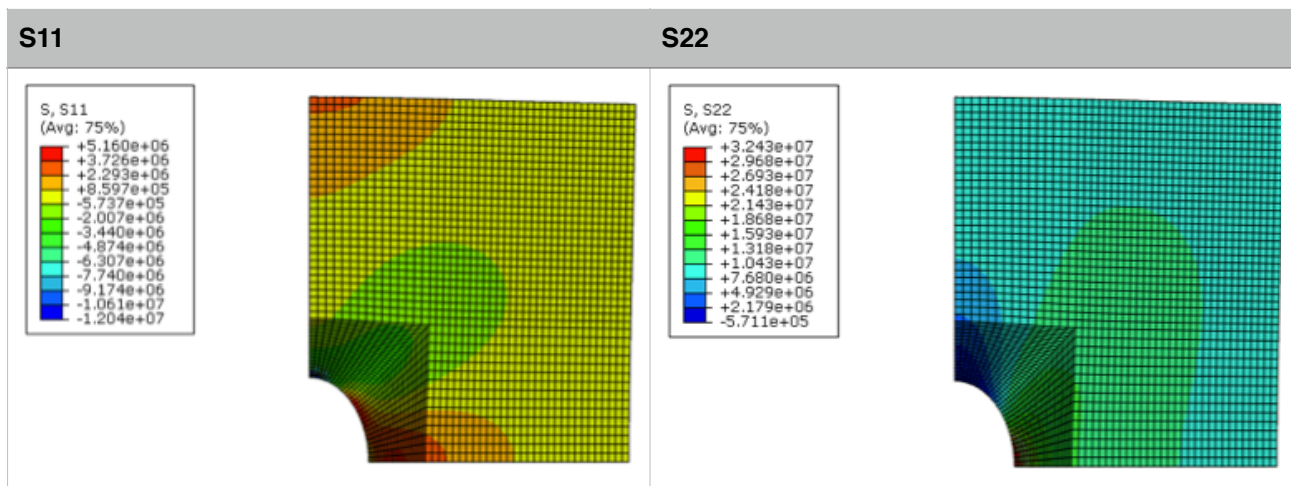 S11
S22
S, S11
(Avg: 75%)
+5.160e+06
+3.726e+06
+2.293e+06
+8.597e+05
-5.737e+05
-2.007e+06
-3.440e+06
-4.874e+06
-6.307e+06
-7.740e+06
-9.174e+06
-1.061e+07
-1.204e+07
S, S22
(Avg: 75%)
+3.243e+07
+2.968e+07
+2.693e+07
+2.418e+07
+2.143e+07
+1.868e+07
+1.593e+07
+1.318e+07
+1.043e+07
+7.680e+06
+4.929e+06
+2.179e+06
-5.711e+05